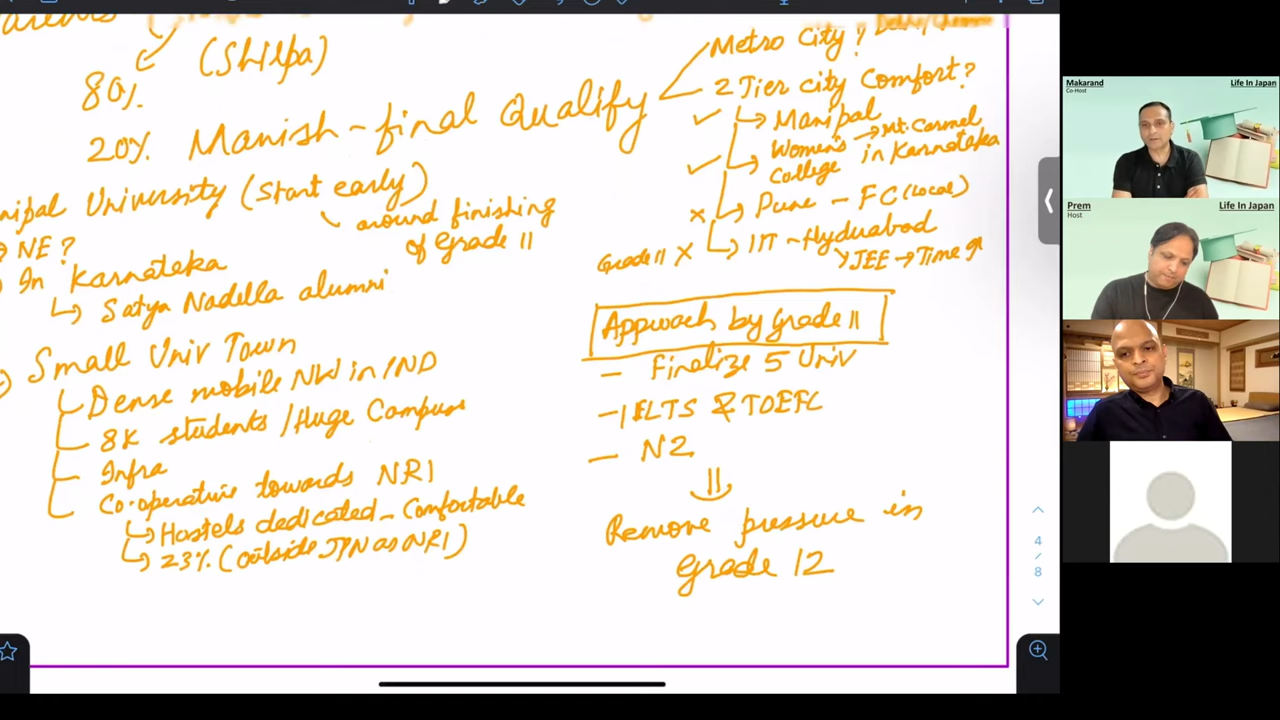 (Shilpa)
80%
20% Manish - final Qualify
Metro City?
2 Tier city Comfort?
✓ ↳ Manipal
✓ ↳ Women's College → Mt. Carmel in Karnateka
x ↳ Pune - FC (Local)
Grade 11 x ↳ IIT - Hyderabad
↳ JEE → Time
University (Start early)
↳ around finishing of Grade 11
→ NE?
In Karnateka
↳ Satya Nadella alumni
Small Univ Town
Dense mobile NW in IND
8K students / Huge Campus
Infra
Co-operative towards NRI
↳ Hostels dedicated - Comfortable
↳ 23% (outside JPN as NRI)
Approach by Grade 11
- Finalize 5 Univ
- IELTS & TOEFL
- N2
Remove pressure in
Grade 12
4
/
8
Makarand
Co-Host
Life In Japan
Prem
Host
Life In Japan